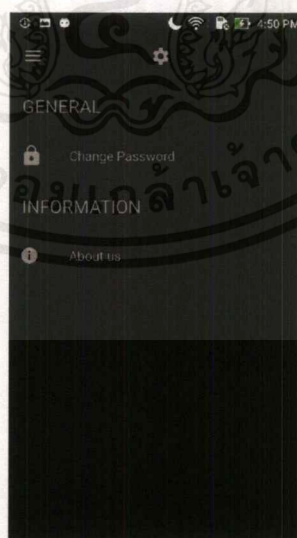 4:50 PM
GENERAL
Change Password
INFORMATION
About us